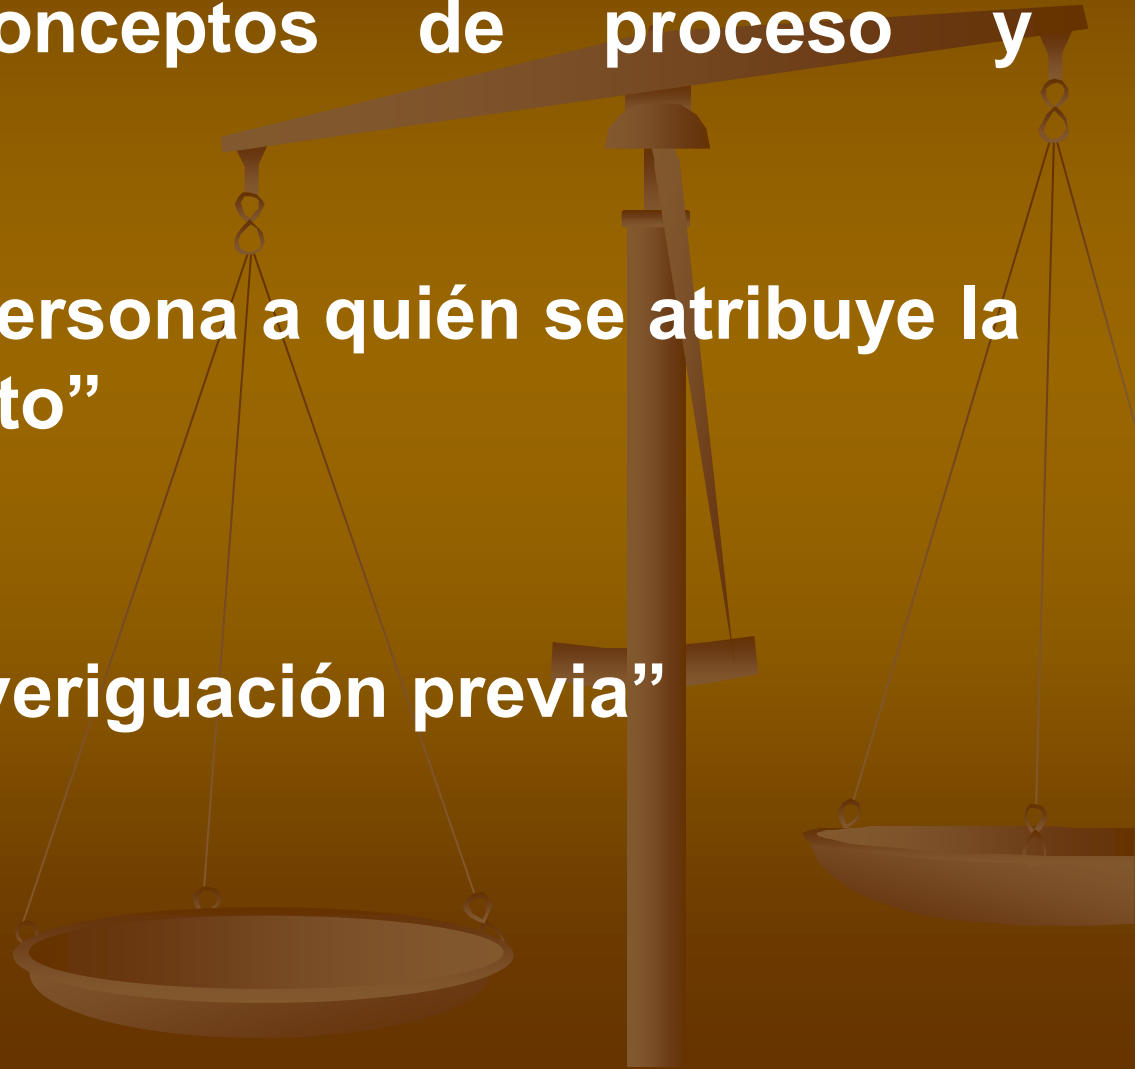 onceptos de proceso y
ersona a quién se atribuye la
to”
veriguación previa”